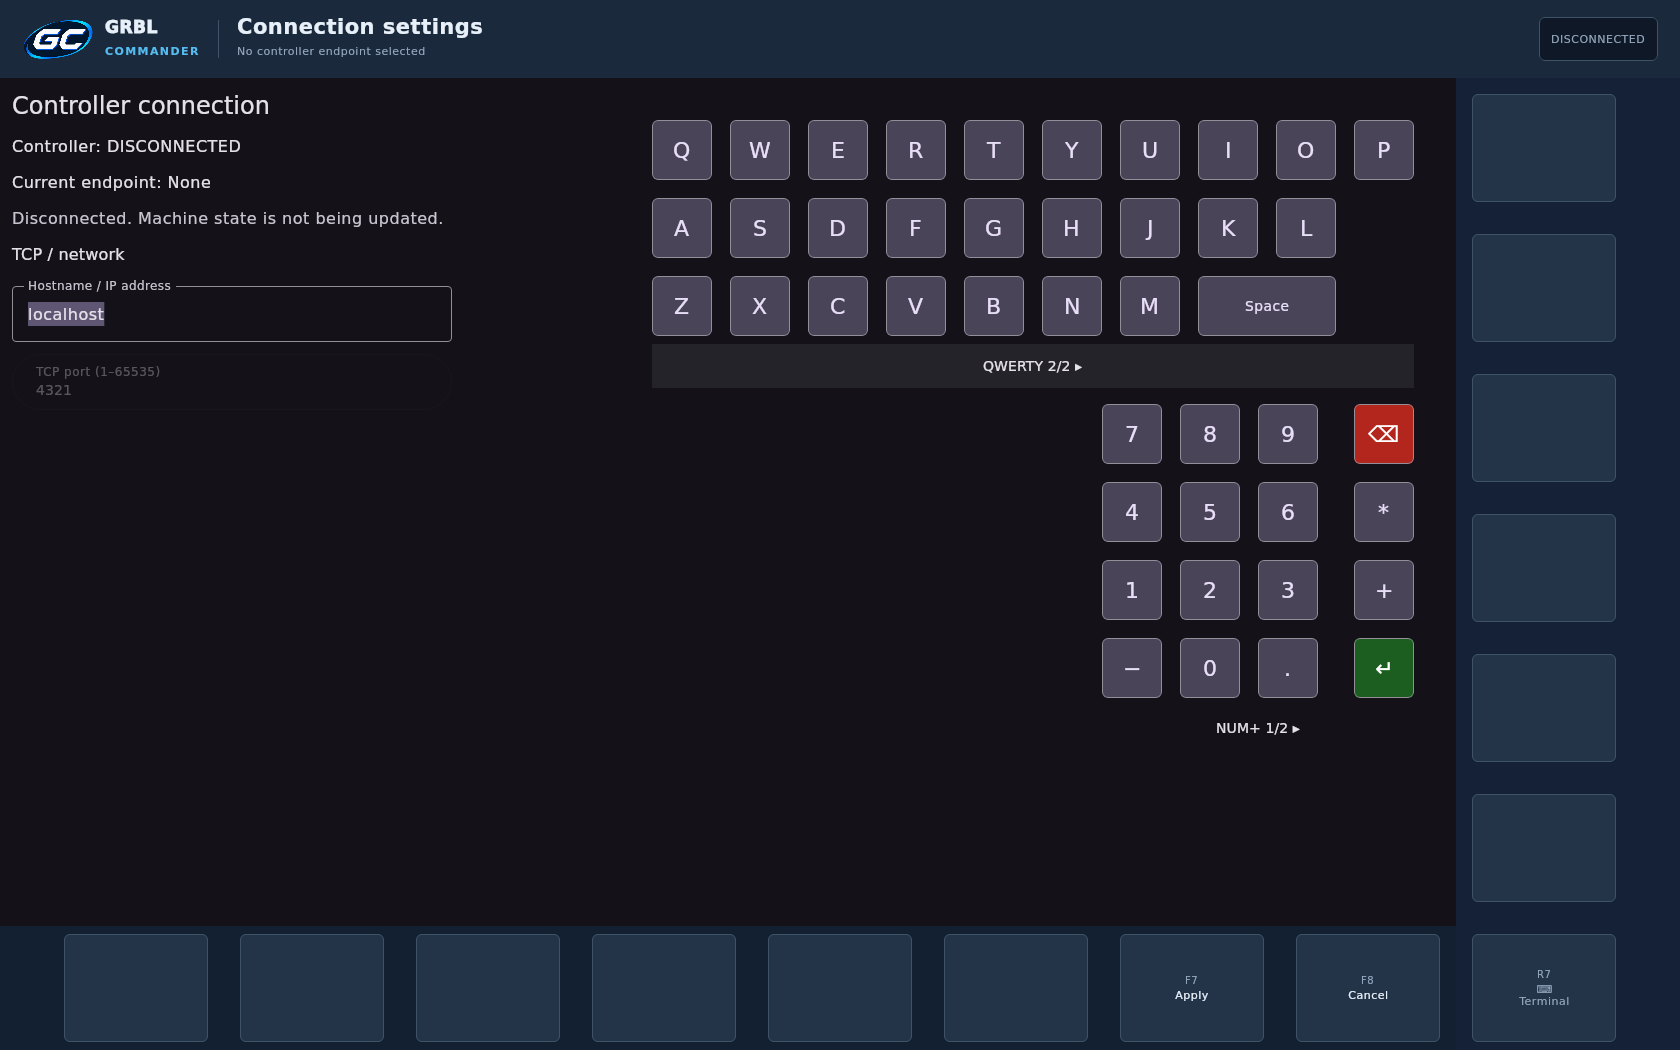 GC
GRBL
COMMANDER
Connection settings
No controller endpoint selected
DISCONNECTED
Controller connection
Controller: DISCONNECTED
Current endpoint: None
Disconnected. Machine state is not being updated.
TCP / network
Hostname / IP address
localhost
TCP port (1–65535)
4321
Q W E R T Y U I O P
A S D F G H J K L
Z X C V B N M Space
QWERTY 2/2 ▸
7 8 9 ⌫
4 5 6 *
1 2 3 +
− 0 . ↵
NUM+ 1/2 ▸
F7
Apply
F8
Cancel
R7
⌨
Terminal